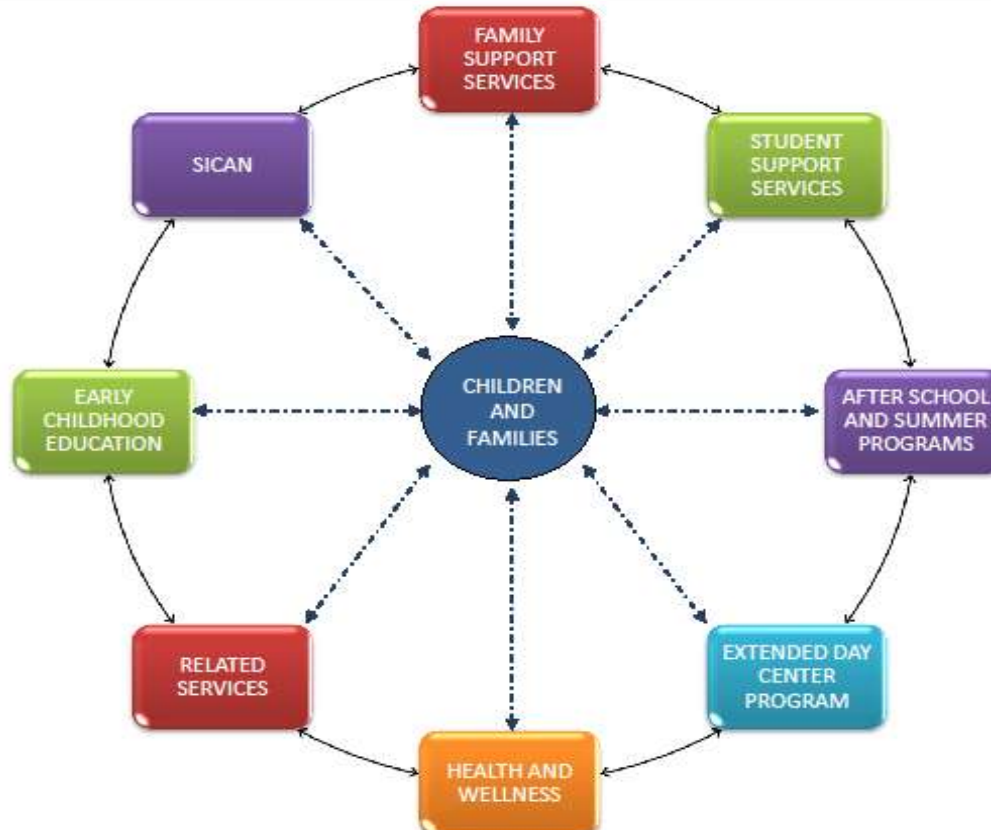 FAMILY
SUPPORT
SERVICES
STUDENT
SUPPORT
SERVICES
SICAN
AFTER SCHOOL
AND SUMMER
PROGRAMS
CHILDREN
AND
FAMILIES
EARLY
CHILDHOOD
EDUCATION
EXTENDED DAY
CENTER
PROGRAM
RELATED
SERVICES
HEALTH AND
WELLNESS